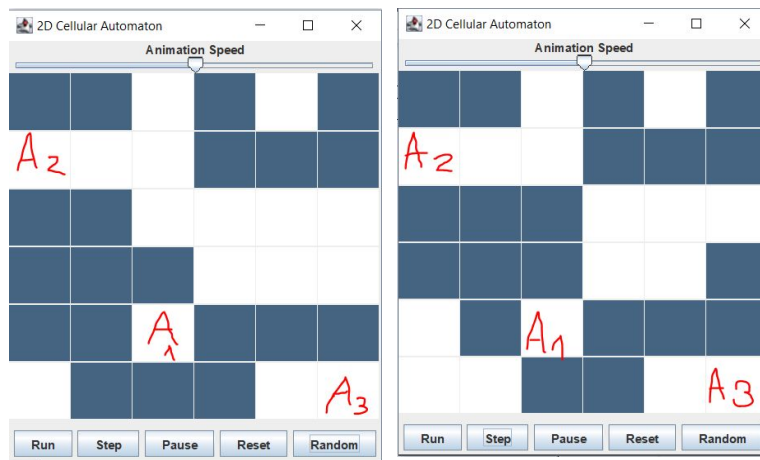 2D Cellular Automaton
Animation Speed
A2
A1
A3
Run Step Pause Reset Random
2D Cellular Automaton
Animation Speed
A2
A1
A3
Run Step Pause Reset Random